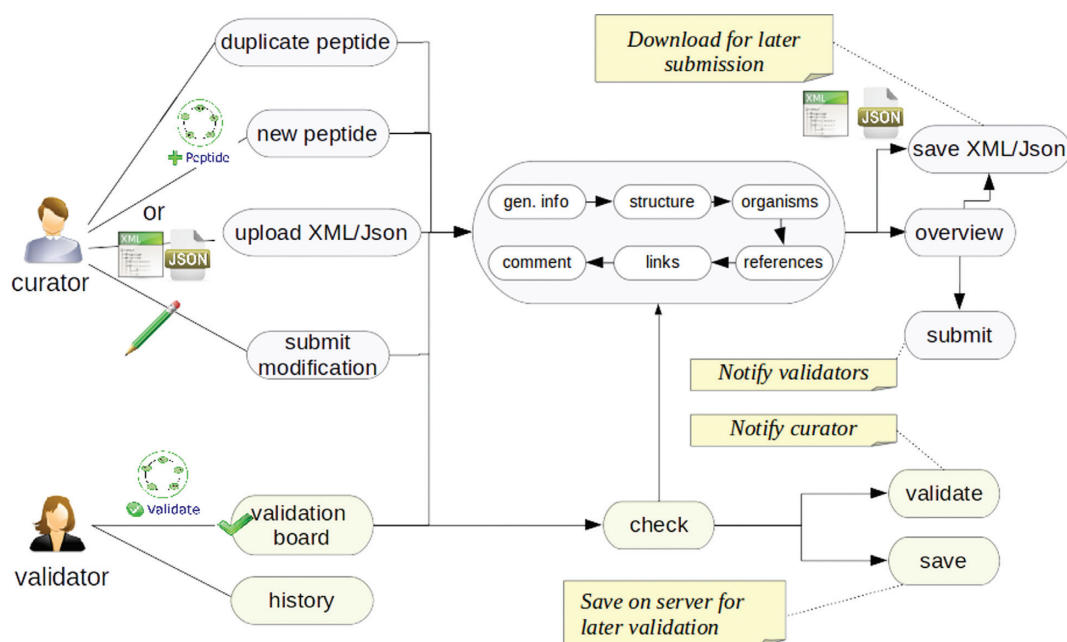 duplicate peptide
Download for later
submission
new peptide
+ Peptide
XML
JSON
save XML/Json
or
XML
JSON
upload XML/Json
curator
gen. info
structure
organisms
comment
links
references
overview
submit
modification
submit
Notify validators
Notify curator
Validate
validation
board
validator
check
validate
history
save
Save on server for
later validation